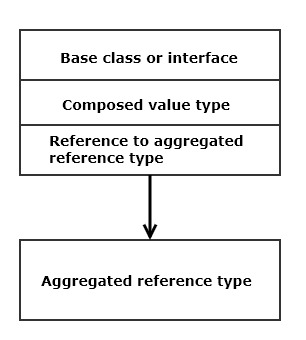 Base class or interface
Composed value type
Reference to aggregated
reference type
Aggregated reference type